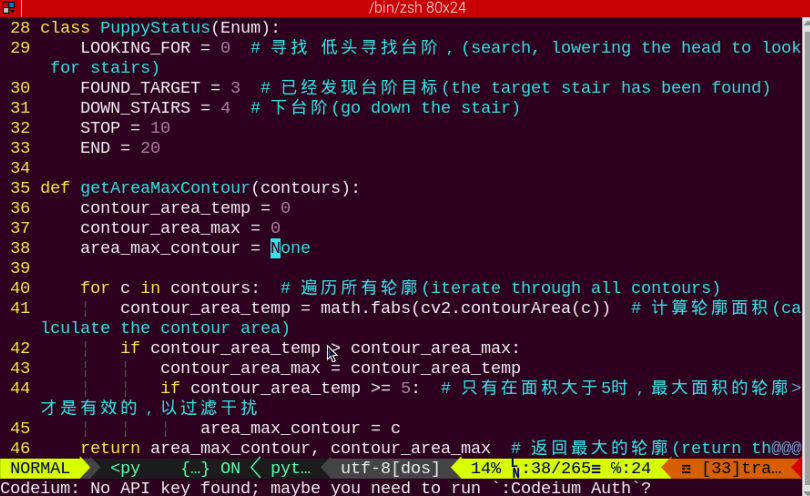 /bin/zsh 80x24
28 class PuppyStatus(Enum):
29     LOOKING_FOR = 0  # 寻找 低头寻找台阶，(search, lowering the head to look
 for stairs)
30     FOUND_TARGET = 3  # 已经发现台阶目标(the target stair has been found)
31     DOWN_STAIRS = 4  # 下台阶(go down the stair)
32     STOP = 10
33     END = 20
34
35 def getAreaMaxContour(contours):
36     contour_area_temp = 0
37     contour_area_max = 0
38     area_max_contour = None
39
40     for c in contours:  # 遍历所有轮廓(iterate through all contours)
41     ¦   contour_area_temp = math.fabs(cv2.contourArea(c))  # 计算轮廓面积(ca
lculate the contour area)
42     ¦   if contour_area_temp > contour_area_max:
43     ¦   ¦   contour_area_max = contour_area_temp
44     ¦   ¦   if contour_area_temp >= 5:  # 只有在面积大于5时，最大面积的轮廓>
才是有效的，以过滤干扰
45     ¦   ¦   ¦   area_max_contour = c
46     return area_max_contour, contour_area_max  # 返回最大的轮廓(return th@@@
NORMAL <py {…} ON pyt… utf-8[dos] 14% :38/265≡ ℅:24 ≡ [33]tra…
Codeium: No API key found; maybe you need to run `:Codeium Auth`?